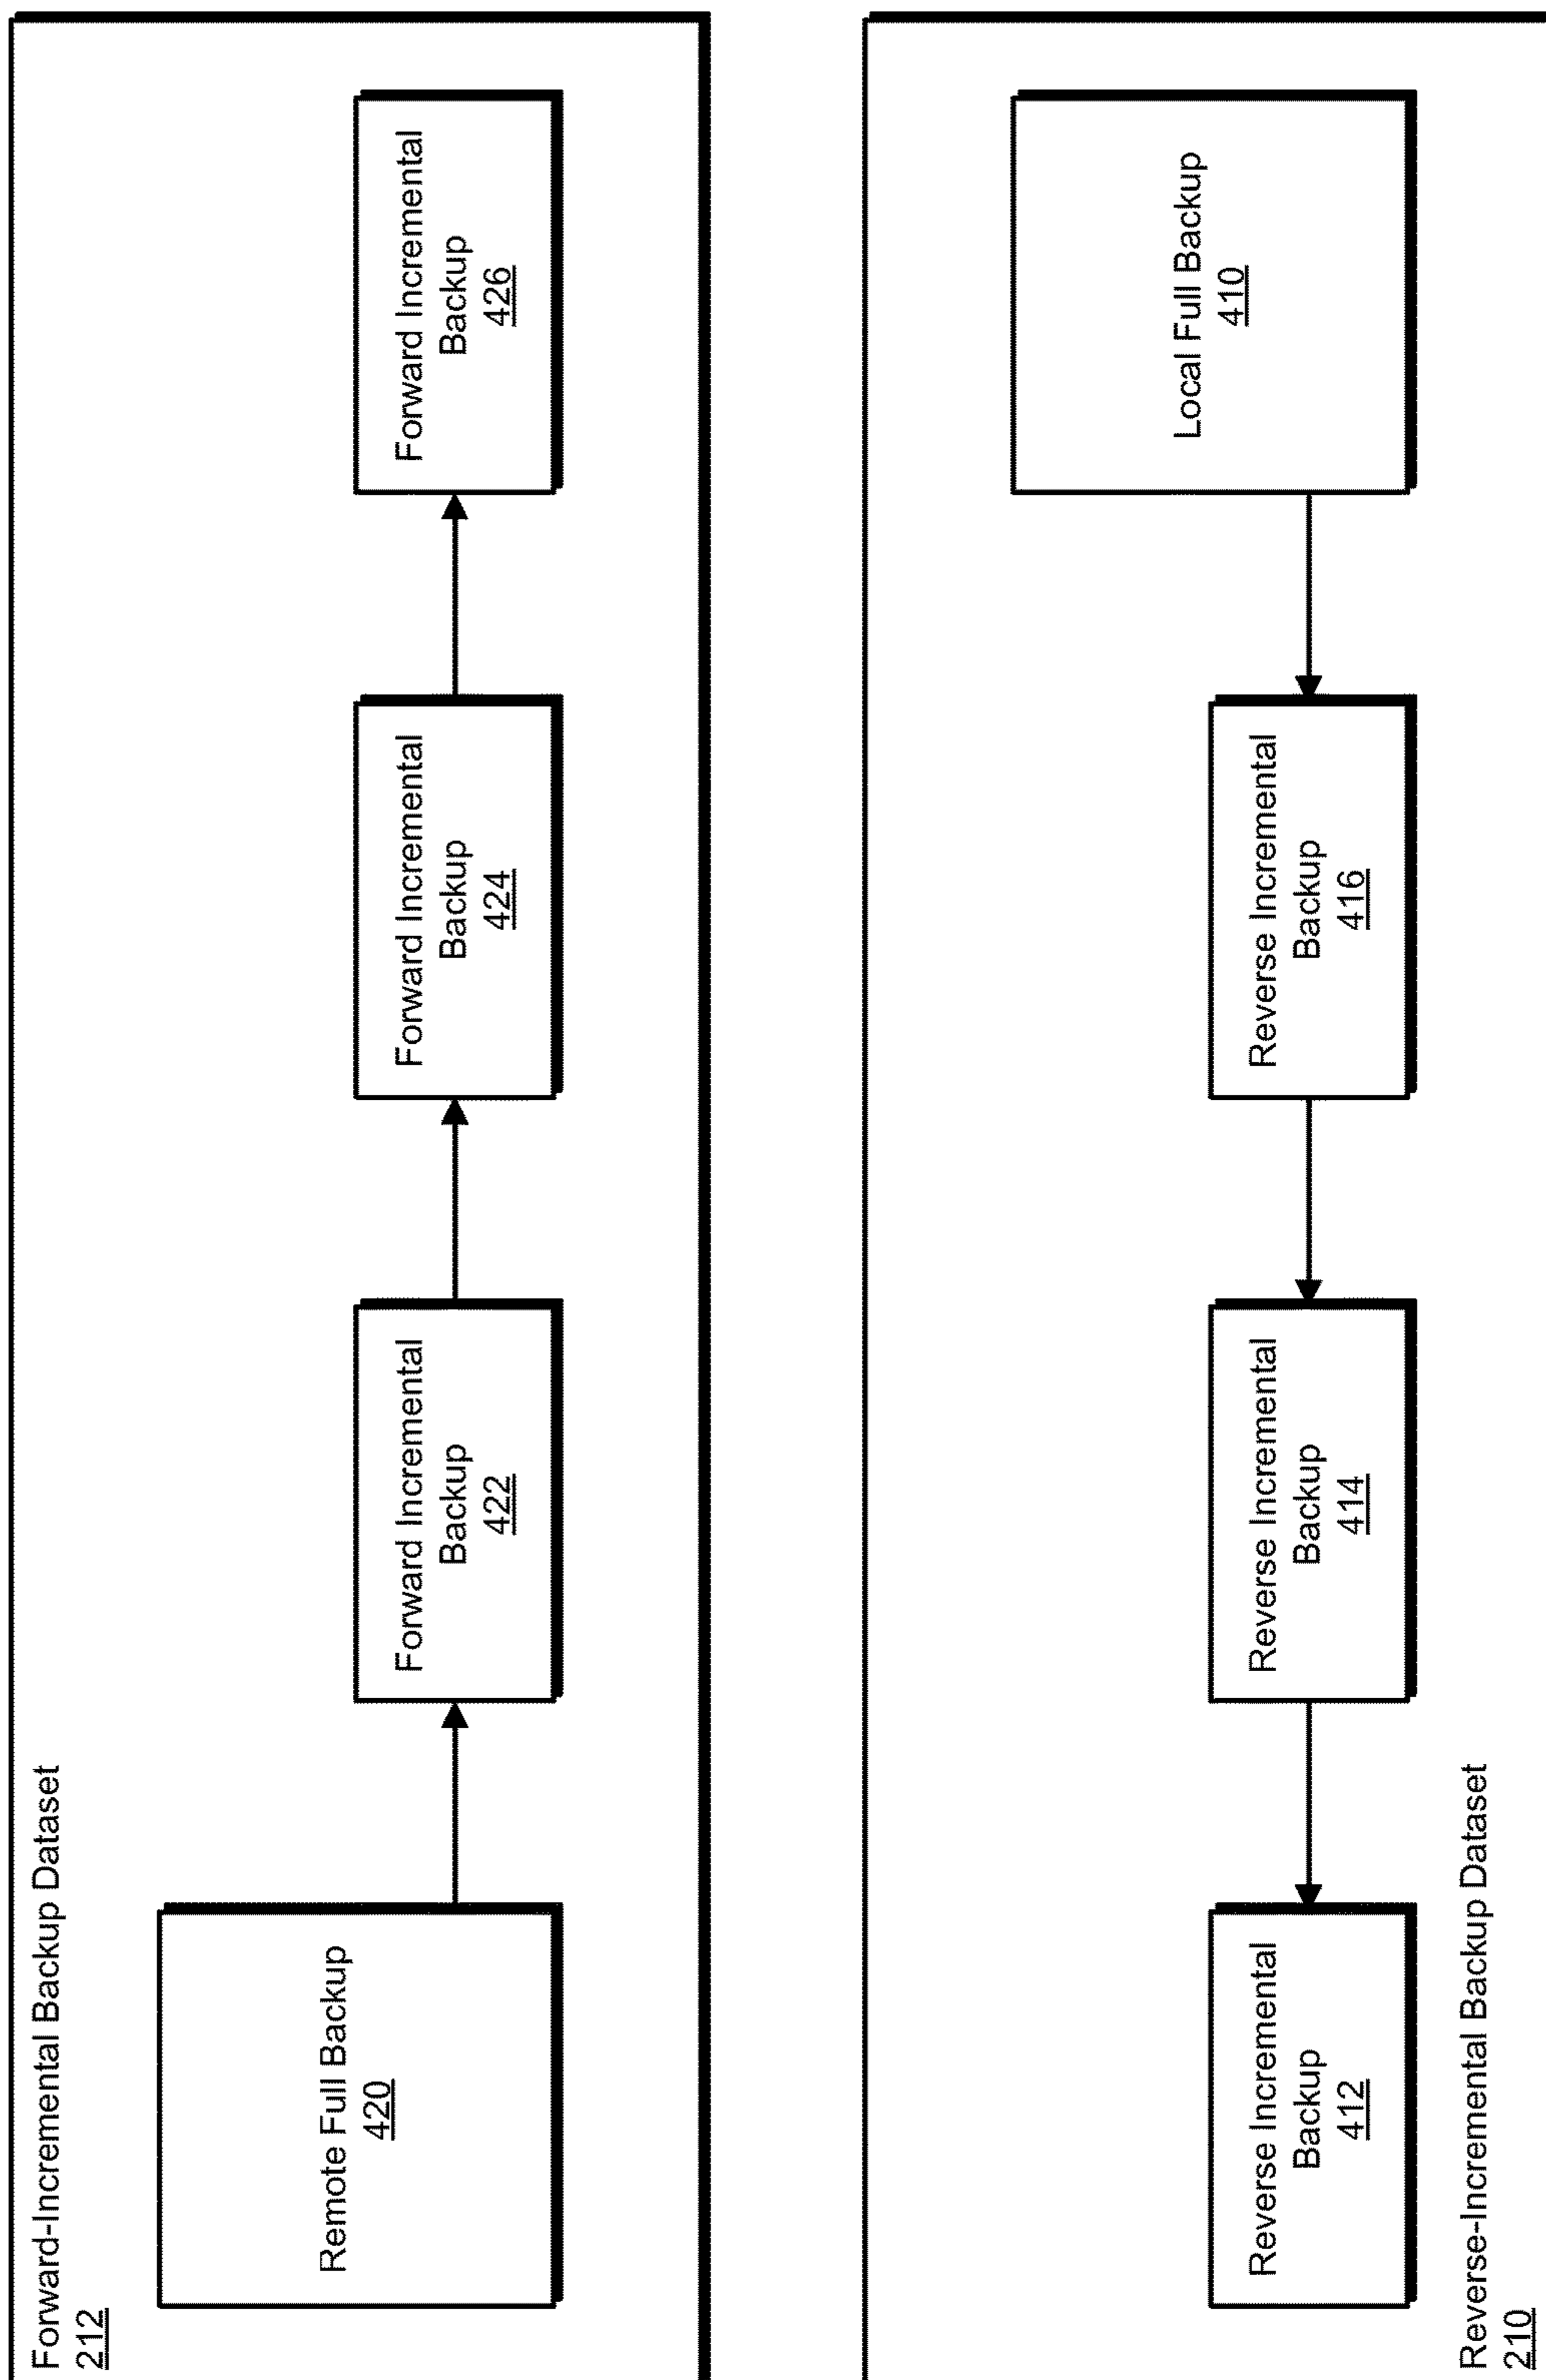 Forward-Incremental Backup Dataset
212
Remote Full Backup
420
Forward Incremental
Backup
422
Forward Incremental
Backup
424
Forward Incremental
Backup
426
Reverse Incremental
Backup
412
Reverse Incremental
Backup
414
Reverse Incremental
Backup
416
Local Full Backup
410
Reverse-Incremental Backup Dataset
210